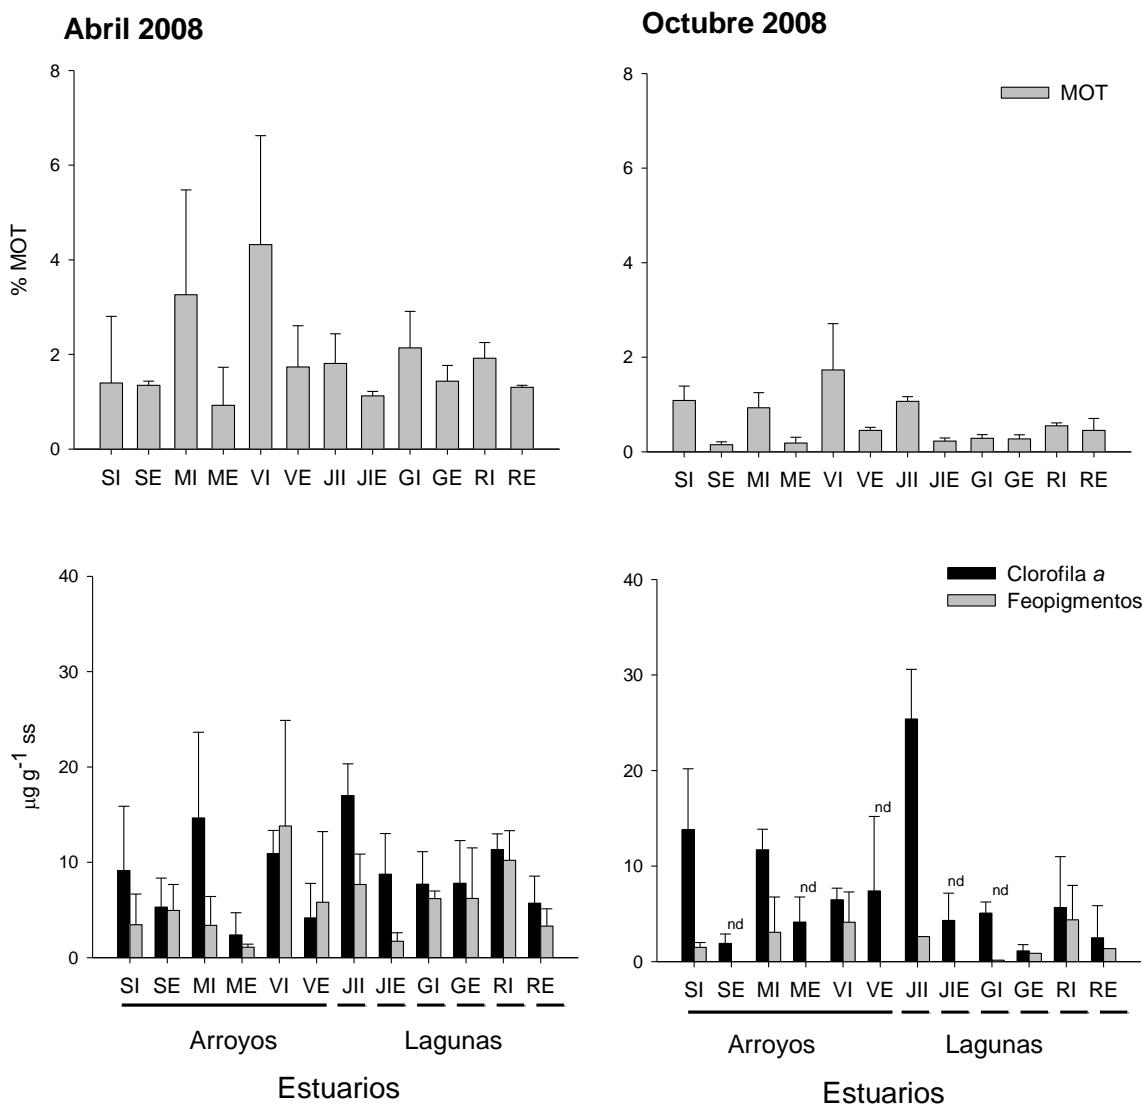 Abril 2008
Octubre 2008
% MOT
8
6
4
2
0
SI SE MI ME VI VE JII JIE GI GE RI RE
MOT
8
6
4
2
0
SI SE MI ME VI VE JII JIE GI GE RI RE
µg g-1 ss
40
30
20
10
0
SI SE MI ME VI VE JII JIE GI GE RI RE
Arroyos Lagunas
Estuarios
Clorofila a
Feopigmentos
40
30
20
10
0
nd nd nd nd nd
SI SE MI ME VI VE JII JIE GI GE RI RE
Arroyos Lagunas
Estuarios